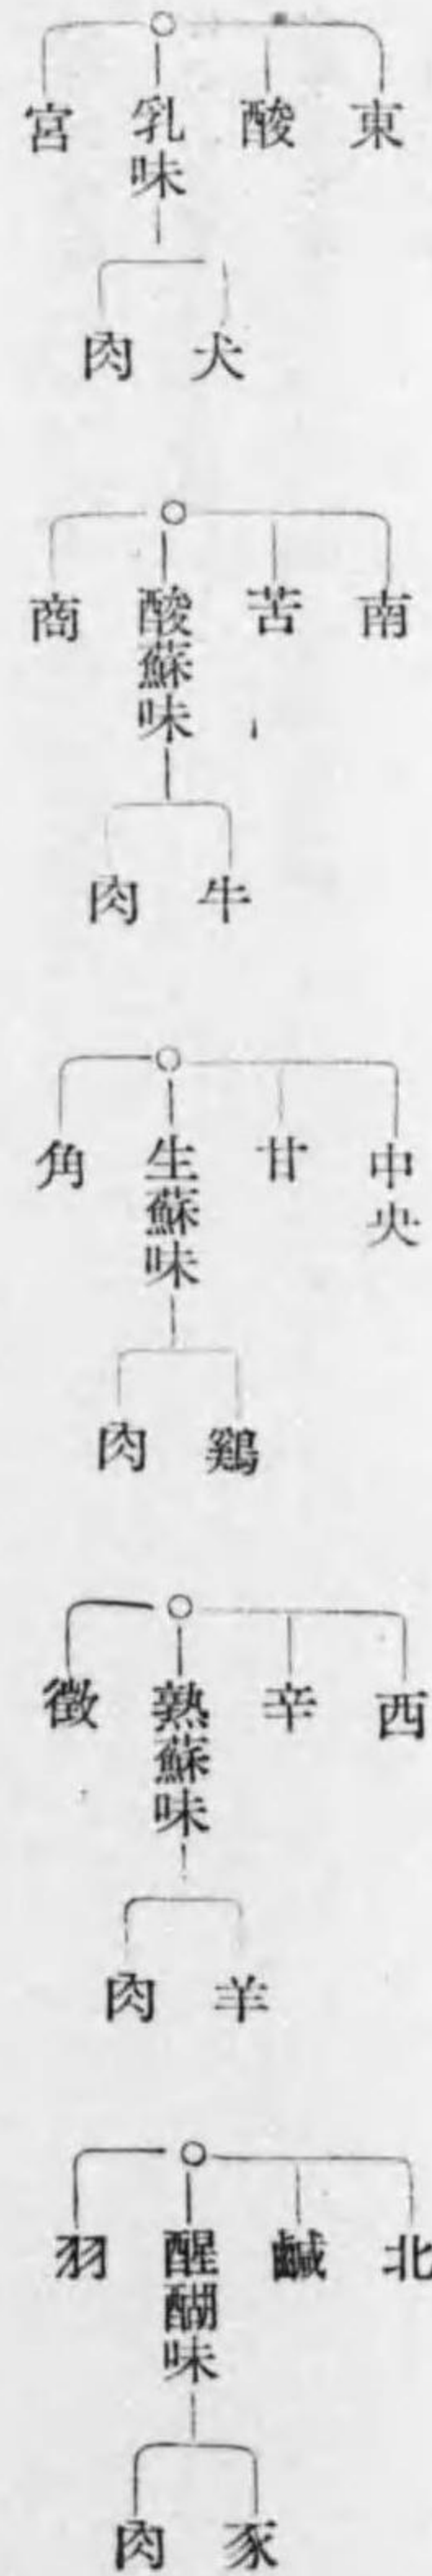 東
酸
乳味
宮
犬
肉
南
苦
酸蘇味
商
牛
肉
中央
甘
生蘇味
角
鶏
肉
西
辛
熟蘇味
徴
羊
肉
北
鹹
醍醐味
羽
豕
肉